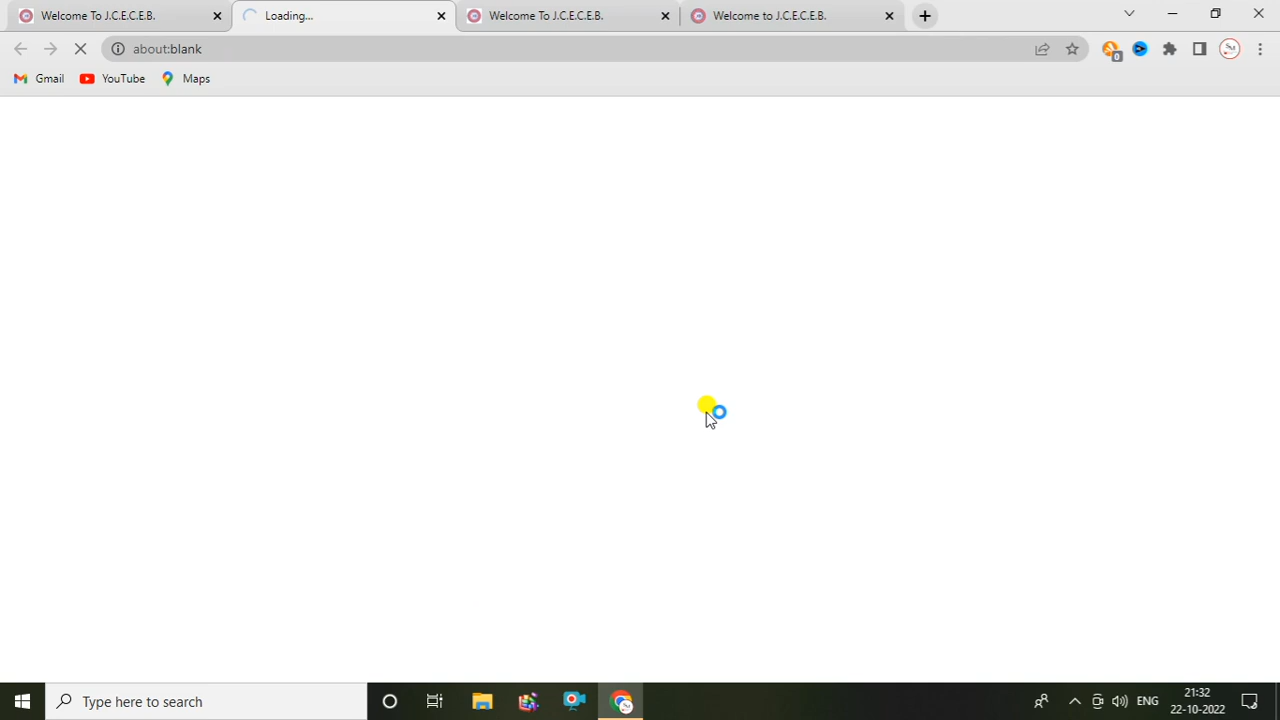 Welcome To J.C.E.C.E.B.
Loading...
Welcome To J.C.E.C.E.B.
Welcome to J.C.E.C.E.B.
about:blank
0
Gmail
YouTube
Maps
Type here to search
ENG
21:32
22-10-2022